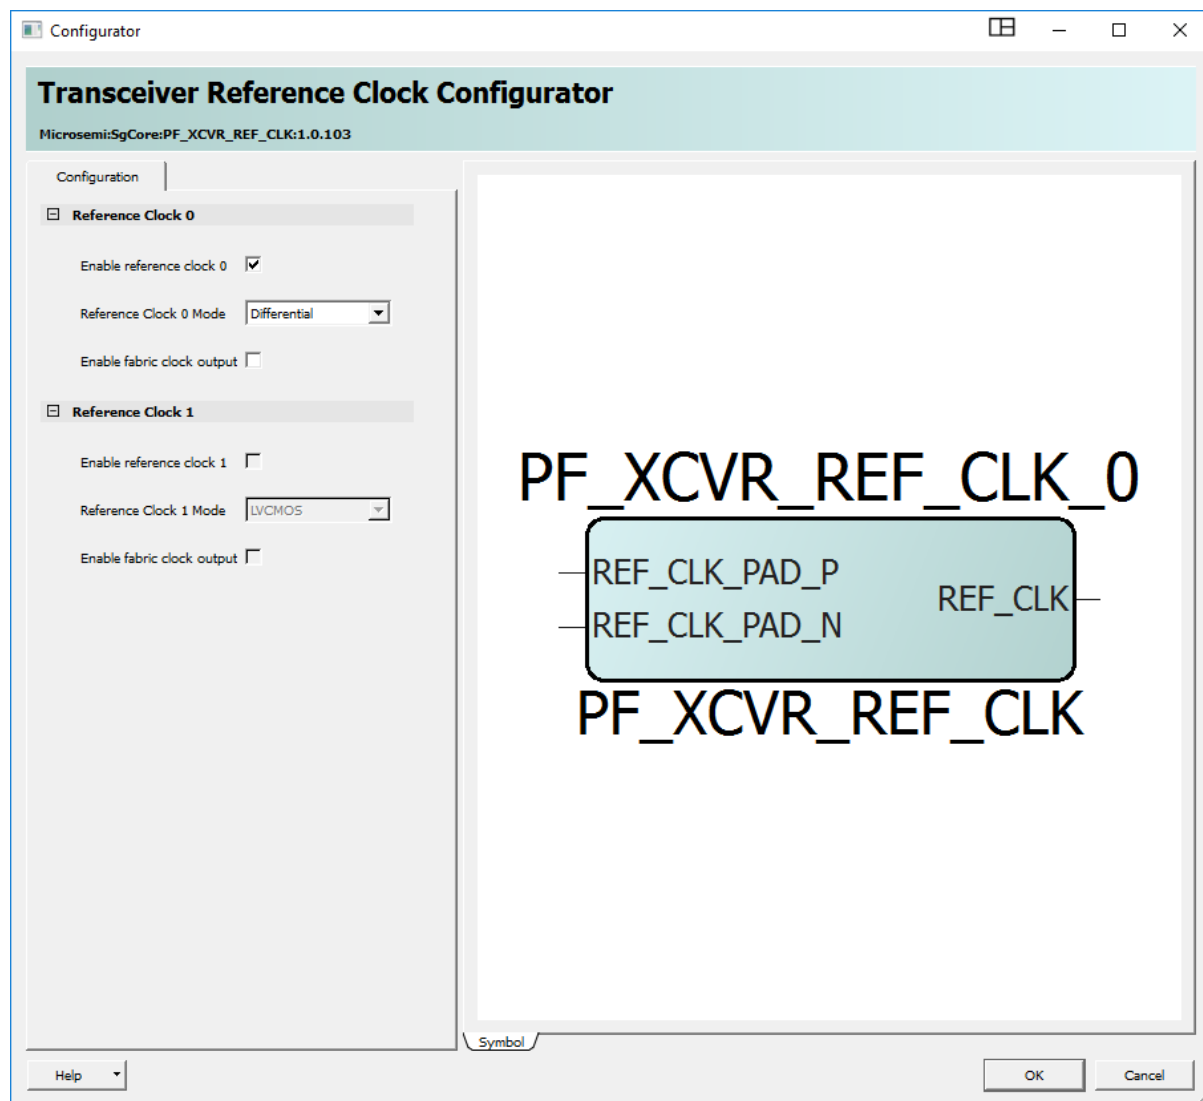 Configurator
Transceiver Reference Clock Configurator
Microsemi:SgCore:PF_XCVR_REF_CLK:1.0.103
Configuration
Reference Clock 0
Enable reference clock 0
Reference Clock 0 Mode Differential
Enable fabric clock output
Reference Clock 1
Enable reference clock 1
Reference Clock 1 Mode LVCMOS
Enable fabric clock output
PF_XCVR_REF_CLK_0
REF_CLK_PAD_P
REF_CLK
REF_CLK_PAD_N
PF_XCVR_REF_CLK
Symbol
Help OK Cancel